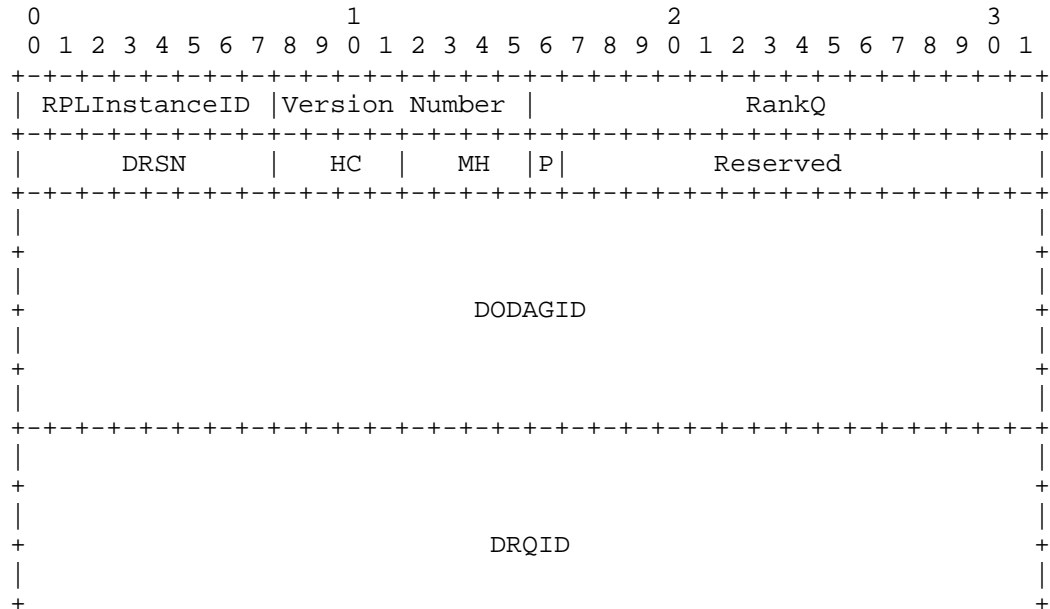 0                   1                   2                   3
 0 1 2 3 4 5 6 7 8 9 0 1 2 3 4 5 6 7 8 9 0 1 2 3 4 5 6 7 8 9 0 1
+-+-+-+-+-+-+-+-+-+-+-+-+-+-+-+-+-+-+-+-+-+-+-+-+-+-+-+-+-+-+-+-+
| RPLInstanceID |Version Number |             RankQ             |
+-+-+-+-+-+-+-+-+-+-+-+-+-+-+-+-+-+-+-+-+-+-+-+-+-+-+-+-+-+-+-+-+
|      DRSN     |   HC  |   MH  |P|         Reserved            |
+-+-+-+-+-+-+-+-+-+-+-+-+-+-+-+-+-+-+-+-+-+-+-+-+-+-+-+-+-+-+-+-+
|                                                               |
+                                                               +
|                                                               |
+                            DODAGID                            +
|                                                               |
+                                                               +
|                                                               |
+-+-+-+-+-+-+-+-+-+-+-+-+-+-+-+-+-+-+-+-+-+-+-+-+-+-+-+-+-+-+-+-+
|                                                               |
+                                                               +
|                                                               |
+                             DRQID                             +
|                                                               |
+                                                               +